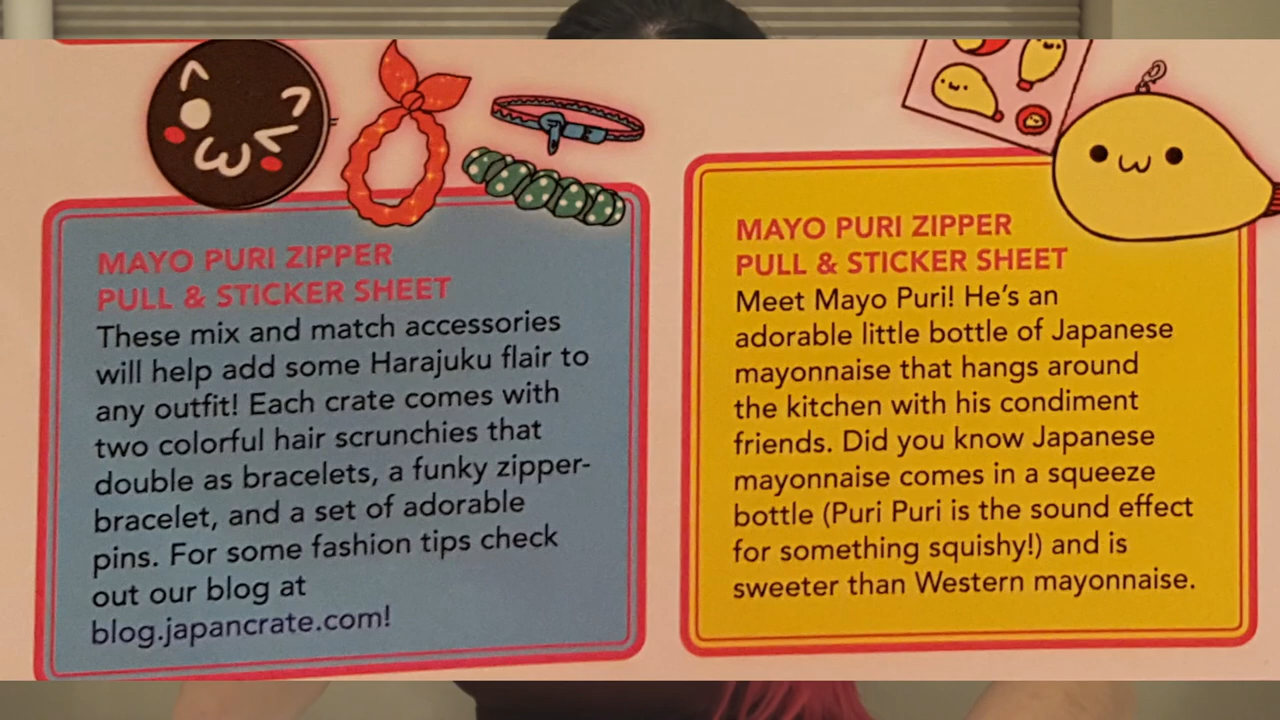 MAYO PURI ZIPPER
PULL & STICKER SHEET
These mix and match accessories
will help add some Harajuku flair to
any outfit! Each crate comes with
two colorful hair scrunchies that
double as bracelets, a funky zipper-
bracelet, and a set of adorable
pins. For some fashion tips check
out our blog at
blog.japancrate.com!
MAYO PURI ZIPPER
PULL & STICKER SHEET
Meet Mayo Puri! He's an
adorable little bottle of Japanese
mayonnaise that hangs around
the kitchen with his condiment
friends. Did you know Japanese
mayonnaise comes in a squeeze
bottle (Puri Puri is the sound effect
for something squishy!) and is
sweeter than Western mayonnaise.